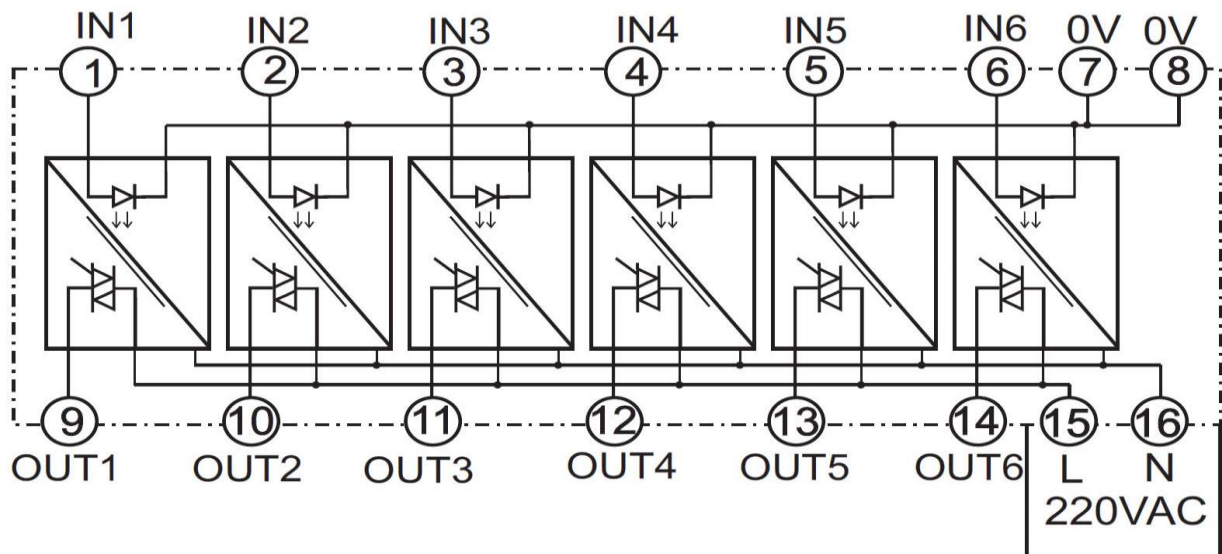 IN1 IN2 IN3 IN4 IN5 IN6 0V 0V
1 2 3 4 5 6 7 8
9 10 11 12 13 14 15 16
OUT1 OUT2 OUT3 OUT4 OUT5 OUT6 L N
220VAC